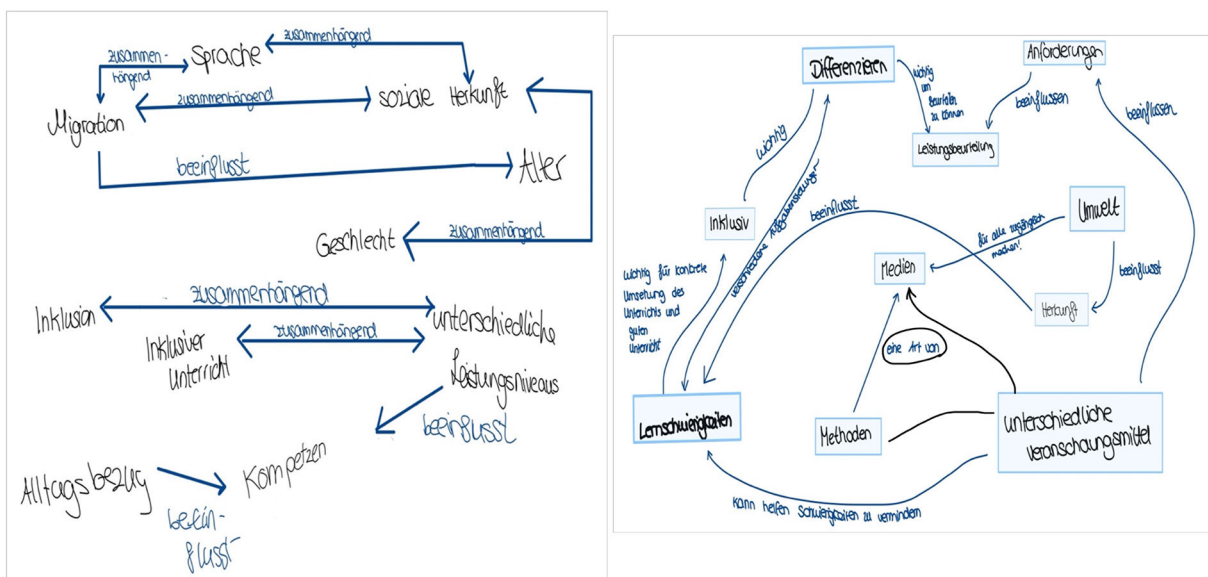 zusammen-
hängend
Sprache
zusammenhängend
Migration
zusammenhängend
soziale Herkunft
beeinflusst
Alter
Geschlecht
zusammenhängend
Inklusion
zusammenhängend
unterschiedliche
Leistungsniveaus
Inklusiver
Unterricht
zusammenhängend
beeinflusst
Alltagsbezug
Kompetzen
beein-
flusst
Differenzieren
Anforderungen
wichtig
um
beurteilen
zu können
beeinflussen
beeinflussen
Leistungsbeurteilung
wichtig
verschiedene
beeinflusst
Inklusiv
Umwelt
für alle zugänglich
machen!
Medien
beeinflusst
Herkunft
wichtig für konkrete
Umsetzung des
Unterrichts und
guten
Unterricht
eine Art von
Lernschwierigkeiten
Methoden
unterschiedliche
Veranschauungsmittel
Kann helfen Schwierigkeiten zu vermindern